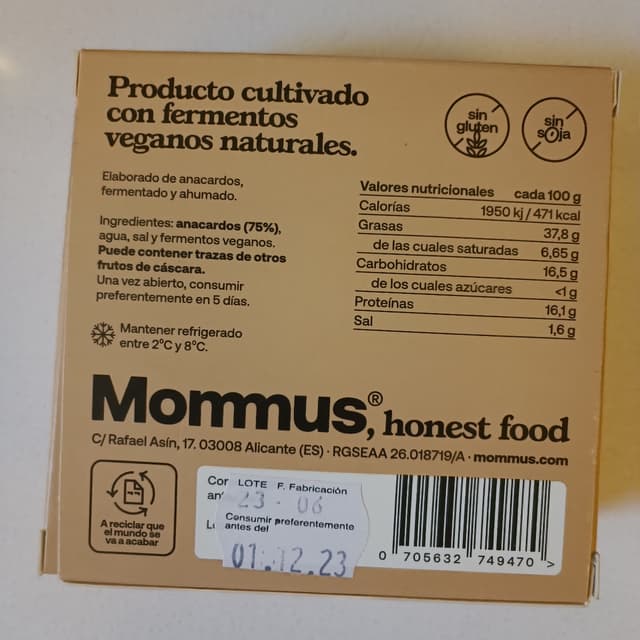 Producto cultivado
con fermentos
veganos naturales.
sin
gluten
sin
soja
Elaborado de anacardos,
fermentado y ahumado.
Ingredientes: anacardos (75%),
agua, sal y fermentos veganos.
Puede contener trazas de otros
frutos de cáscara.
Una vez abierto, consumir
preferentemente en 5 días.
Mantener refrigerado
entre 2ºC y 8ºC.
Valores nutricionales cada 100 g
Calorías 1950 kj / 471 kcal
Grasas 37,8 g
de las cuales saturadas 6,65 g
Carbohidratos 16,5 g
de los cuales azúcares <1 g
Proteínas 16,1 g
Sal 1,6 g
Mommus®, honest food
C/ Rafael Asín, 17. 03008 Alicante (ES) · RGSEAA 26.018719/A · mommus.com
A reciclar que
el mundo se
va a acabar
LOTE F. Fabricación
23 - 06
Consumir preferentemente
antes del
01.12.23
0 705632 749470 >